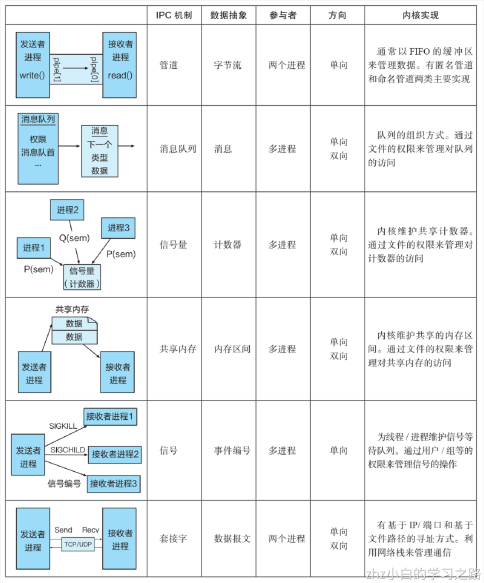 IPC 机制 数据抽象 参与者 方向 内核实现
发送者
进程
write()
pipe[1]
pipe[0]
接收者
进程
read()
管道 字节流 两个进程 单向
通常以 FIFO 的缓冲区
来管理数据。有匿名管道
和命名管道两类主要实现
消息队列
权限
消息队首
...
消息
下一个
类型
数据
消息队列 消息 多进程
单向
双向
队列的组织方式。通过
文件的权限来管理对队列
的访问
进程2
进程3
进程1
Q(sem)
P(sem)
P(sem)
信号量
(计数器)
信号量 计数器 多进程
单向
双向
内核维护共享计数器。
通过文件的权限来管理对
计数器的访问
共享内存
数据
数据
发送者
进程
接收者
进程
共享内存 内存区间 多进程
单向
双向
内核维护共享的内存区
间。通过文件的权限来管
理对共享内存的访问
发送者
进程
SIGKILL
接收者进程1
SIGCHILD
接收者进程2
信号编号
接收者进程3
信号 事件编号 多进程 单向
为线程 / 进程维护信号等
待队列。通过用户 / 组等的
权限来管理信号的操作
发送者
进程
Send Recv
TCP/UDP
接收者
进程
套接字 数据报文 两个进程
单向
双向
有基于 IP/ 端口和基于
文件路径的寻址方式。利
用网络栈来管理通信
zhz小白的学习之路